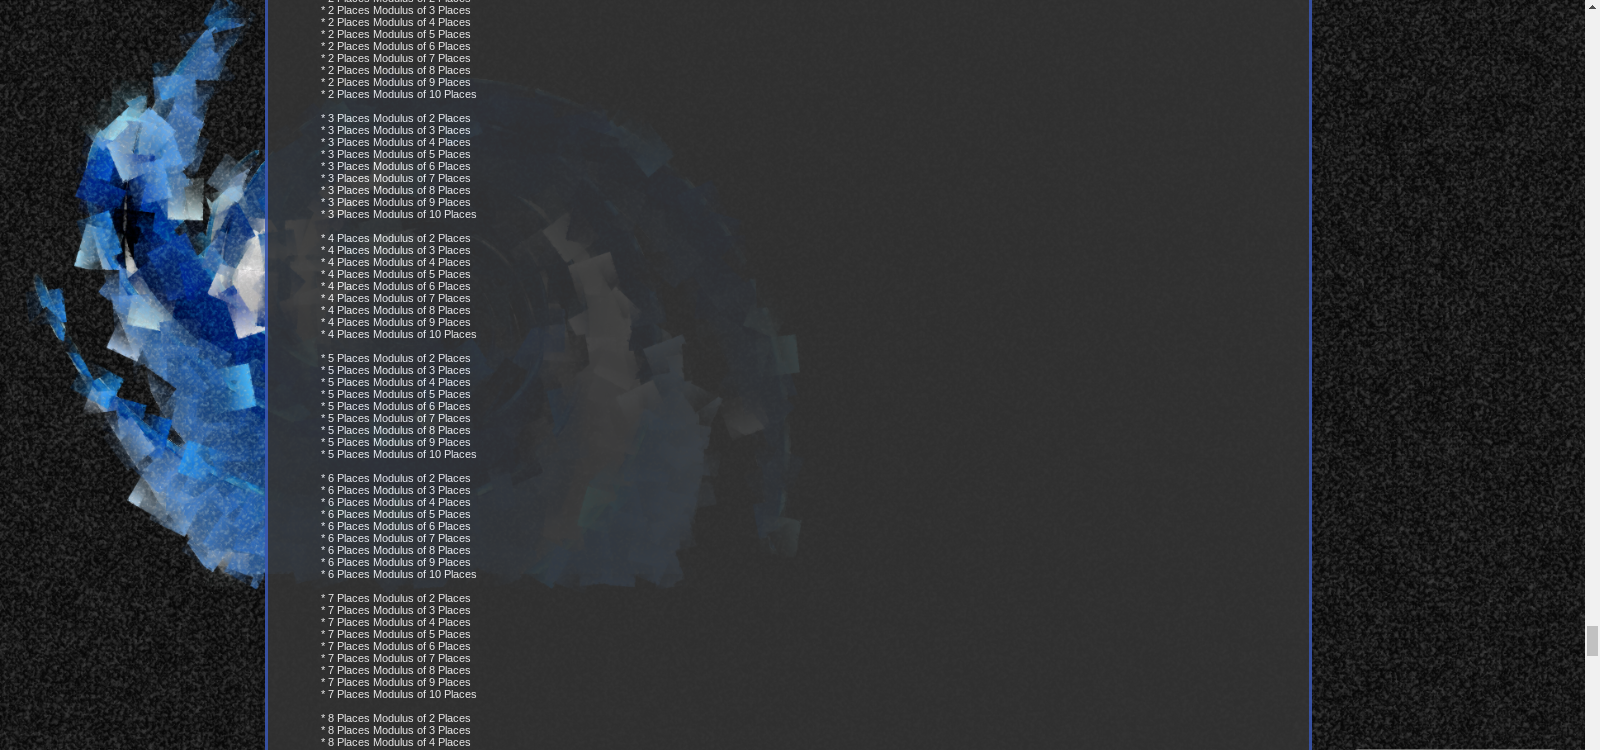 * 2 Places Modulus of 3 Places
* 2 Places Modulus of 4 Places
* 2 Places Modulus of 5 Places
* 2 Places Modulus of 6 Places
* 2 Places Modulus of 7 Places
* 2 Places Modulus of 8 Places
* 2 Places Modulus of 9 Places
* 2 Places Modulus of 10 Places
* 3 Places Modulus of 2 Places
* 3 Places Modulus of 3 Places
* 3 Places Modulus of 4 Places
* 3 Places Modulus of 5 Places
* 3 Places Modulus of 6 Places
* 3 Places Modulus of 7 Places
* 3 Places Modulus of 8 Places
* 3 Places Modulus of 9 Places
* 3 Places Modulus of 10 Places
* 4 Places Modulus of 2 Places
* 4 Places Modulus of 3 Places
* 4 Places Modulus of 4 Places
* 4 Places Modulus of 5 Places
* 4 Places Modulus of 6 Places
* 4 Places Modulus of 7 Places
* 4 Places Modulus of 8 Places
* 4 Places Modulus of 9 Places
* 4 Places Modulus of 10 Places
* 5 Places Modulus of 2 Places
* 5 Places Modulus of 3 Places
* 5 Places Modulus of 4 Places
* 5 Places Modulus of 5 Places
* 5 Places Modulus of 6 Places
* 5 Places Modulus of 7 Places
* 5 Places Modulus of 8 Places
* 5 Places Modulus of 9 Places
* 5 Places Modulus of 10 Places
* 6 Places Modulus of 2 Places
* 6 Places Modulus of 3 Places
* 6 Places Modulus of 4 Places
* 6 Places Modulus of 5 Places
* 6 Places Modulus of 6 Places
* 6 Places Modulus of 7 Places
* 6 Places Modulus of 8 Places
* 6 Places Modulus of 9 Places
* 6 Places Modulus of 10 Places
* 7 Places Modulus of 2 Places
* 7 Places Modulus of 3 Places
* 7 Places Modulus of 4 Places
* 7 Places Modulus of 5 Places
* 7 Places Modulus of 6 Places
* 7 Places Modulus of 7 Places
* 7 Places Modulus of 8 Places
* 7 Places Modulus of 9 Places
* 7 Places Modulus of 10 Places
* 8 Places Modulus of 2 Places
* 8 Places Modulus of 3 Places
* 8 Places Modulus of 4 Places